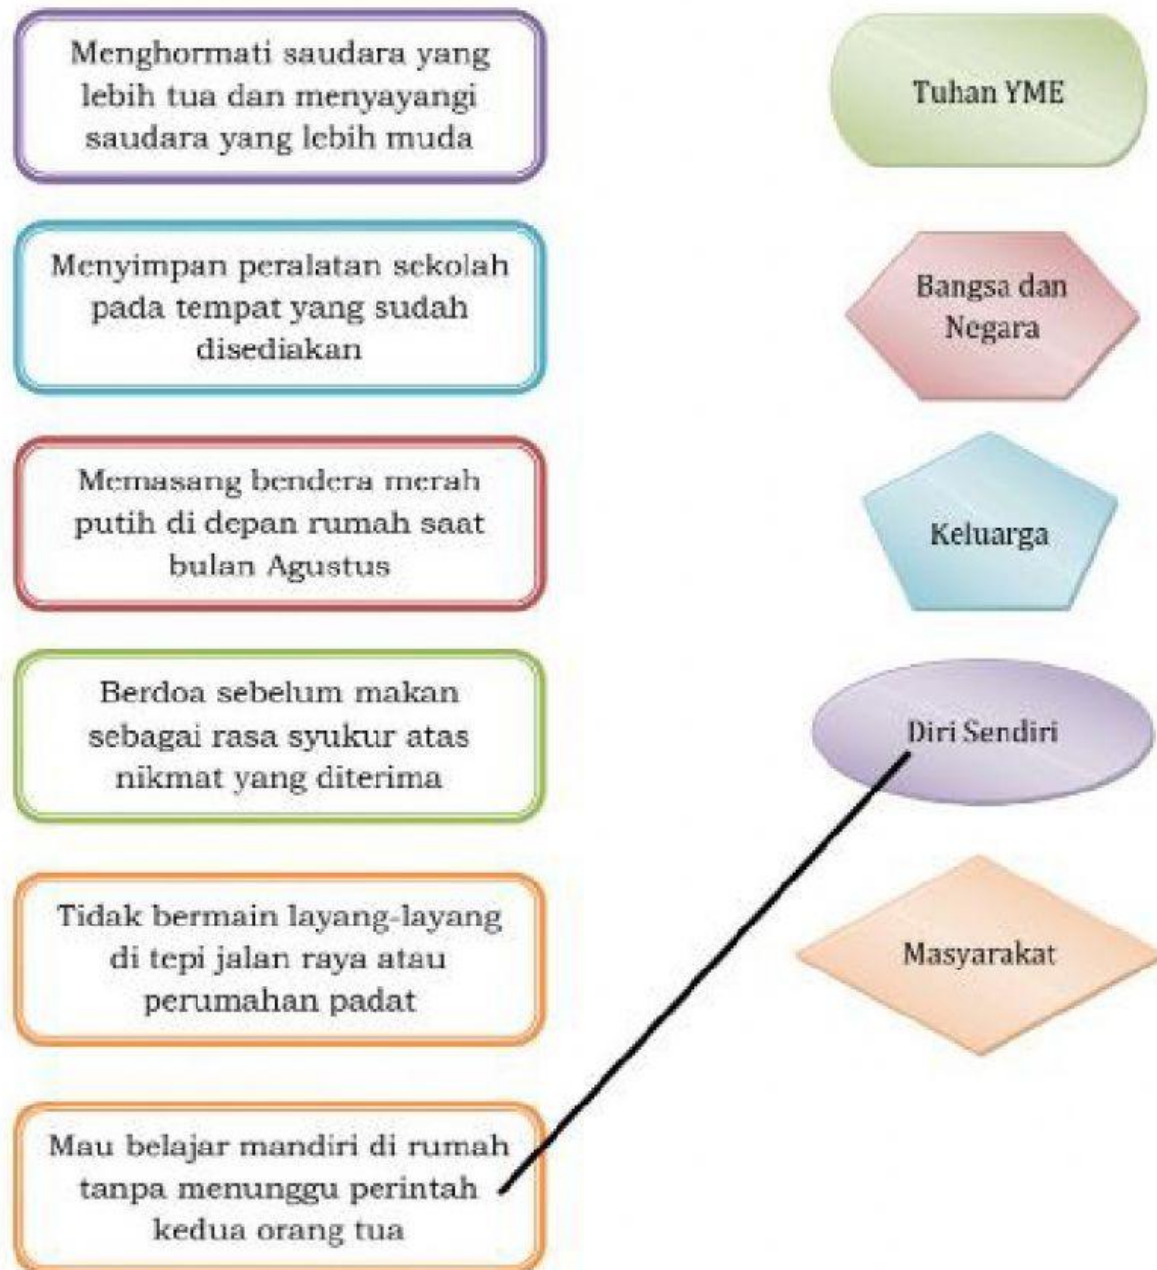 Menghormati saudara yang
lebih tua dan menyayangi
saudara yang lebih muda
Tuhan YME
Menyimpan peralatan sekolah
pada tempat yang sudah
disediakan
Bangsa dan
Negara
Memasang bendera merah
putih di depan rumah saat
bulan Agustus
Keluarga
Berdoa sebelum makan
sebagai rasa syukur atas
nikmat yang diterima
Diri Sendiri
Tidak bermain layang-layang
di tepi jalan raya atau
perumahan padat
Masyarakat
Mau belajar mandiri di rumah
tanpa menunggu perintah
kedua orang tua